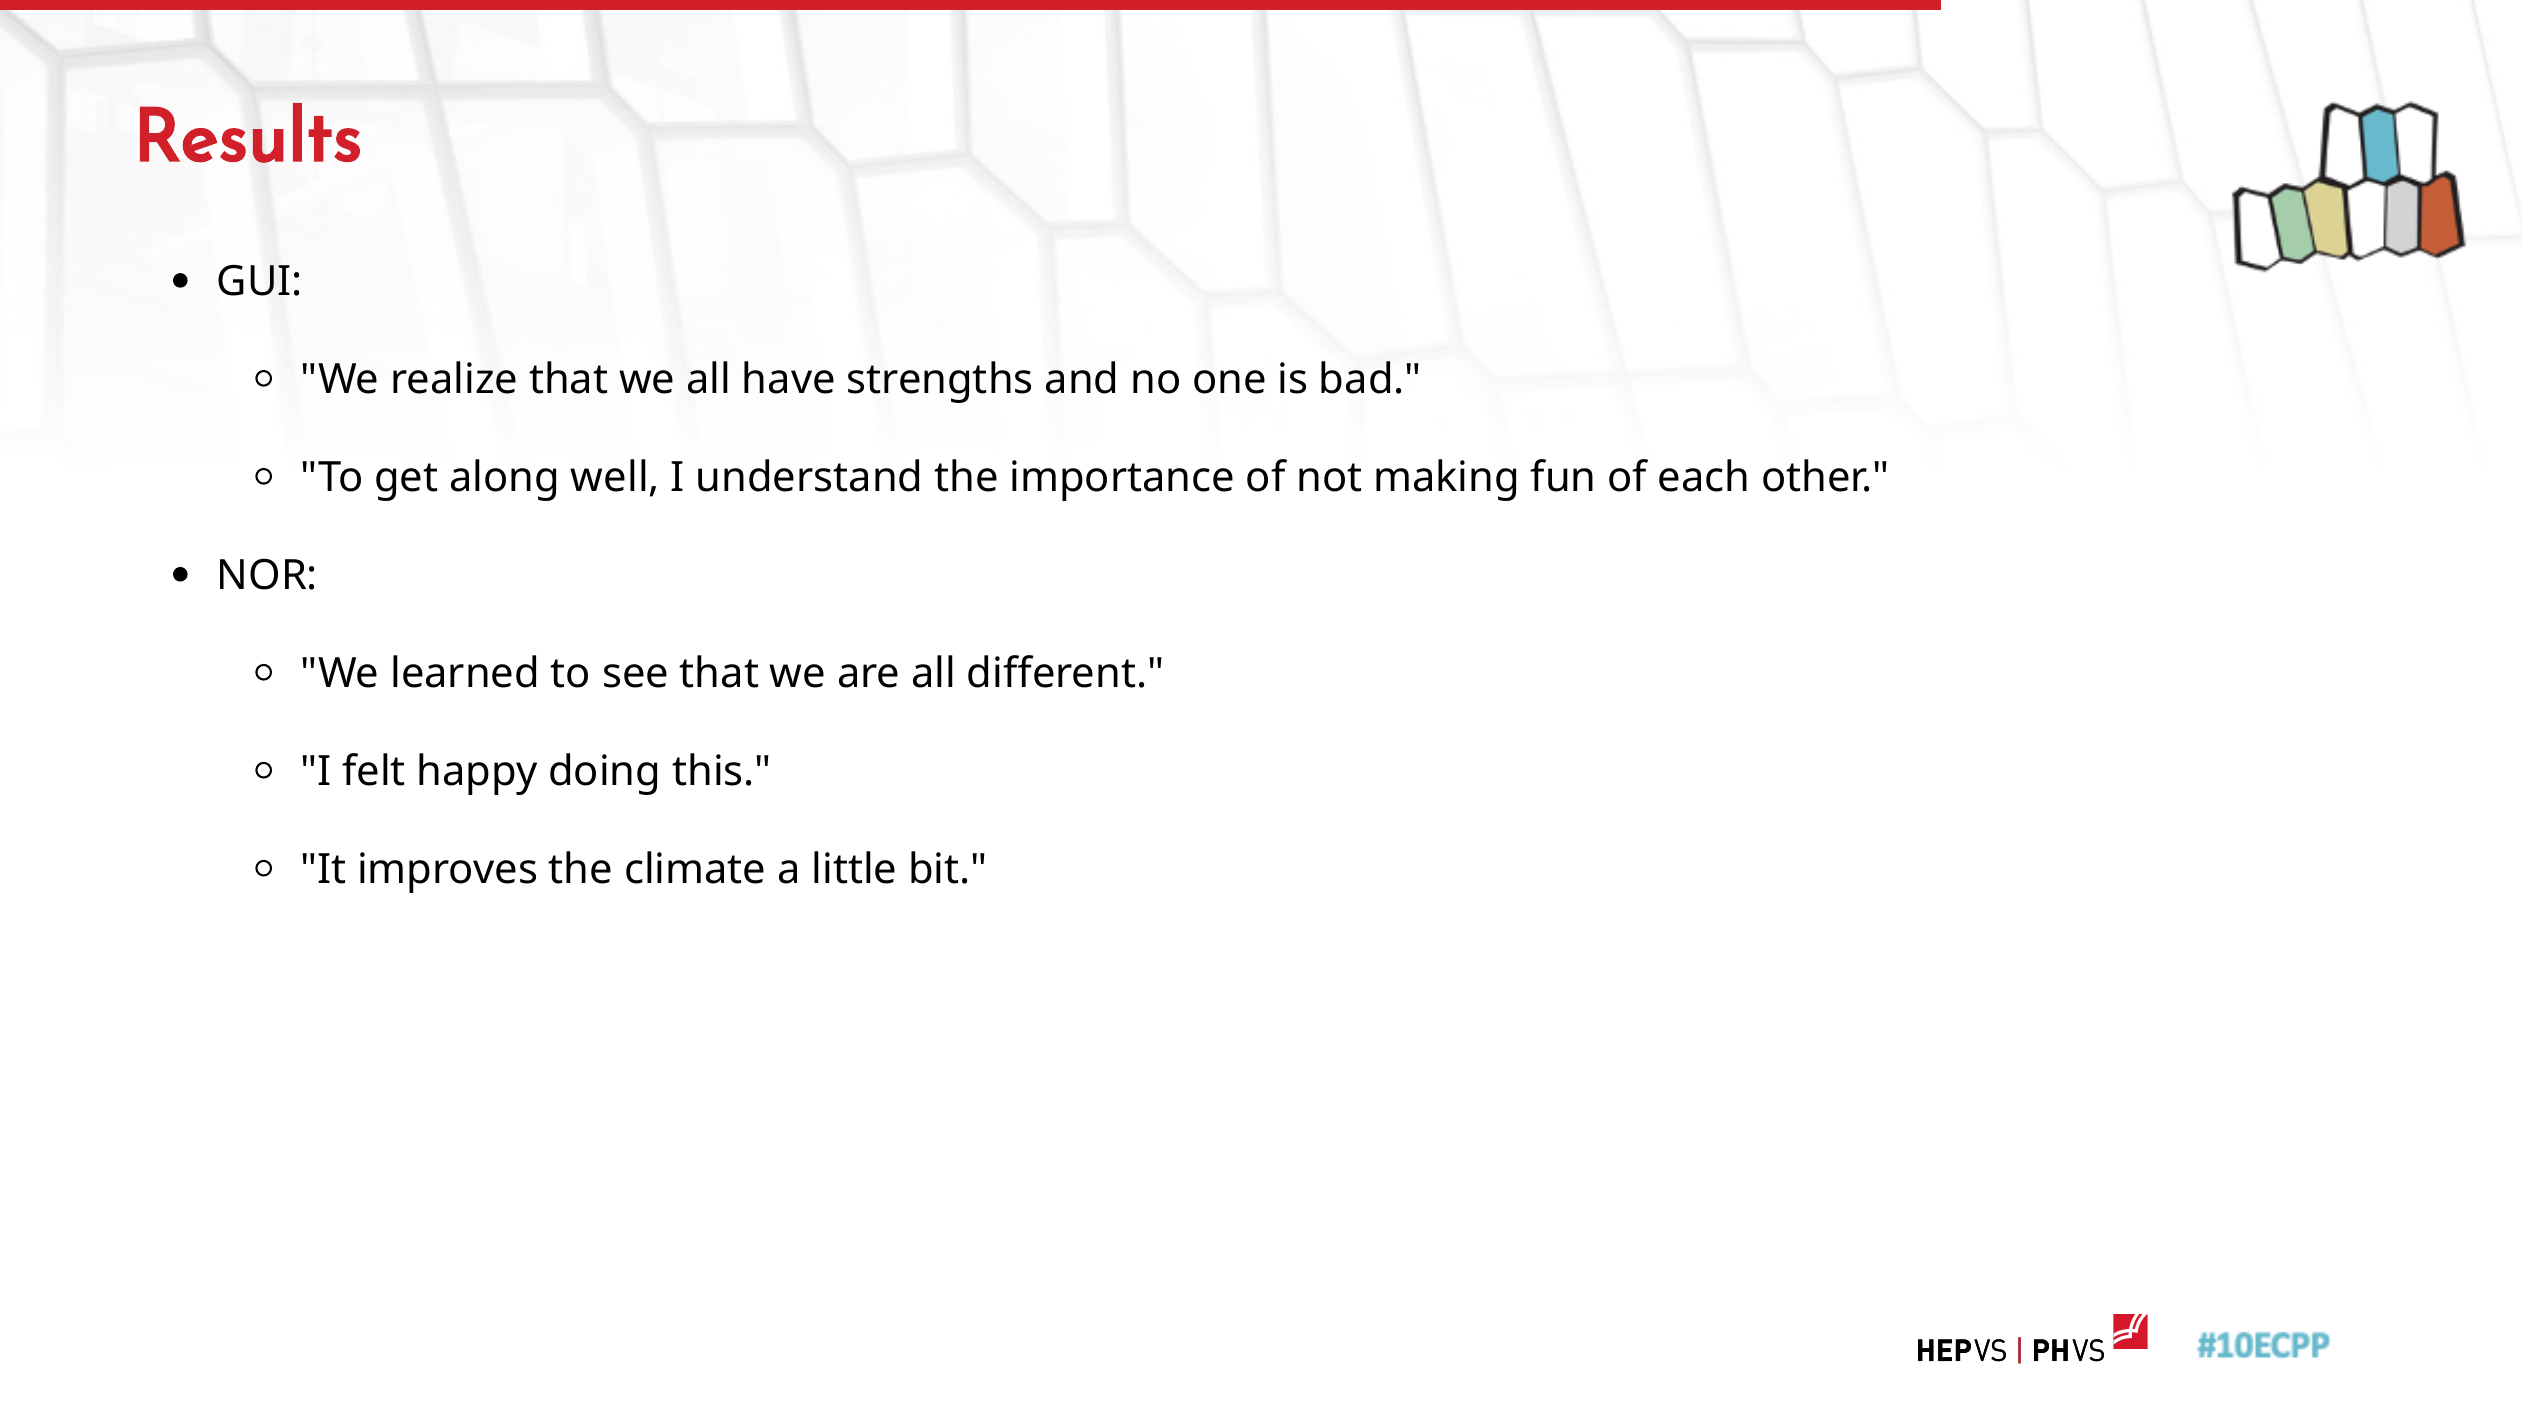 Results
• GUI:
○ "We realize that we all have strengths and no one is bad."
○ "To get along well, I understand the importance of not making fun of each other."
• NOR:
○ "We learned to see that we are all different."
○ "I felt happy doing this."
○ "It improves the climate a little bit."
HEPVS | PHVS
#10ECPP